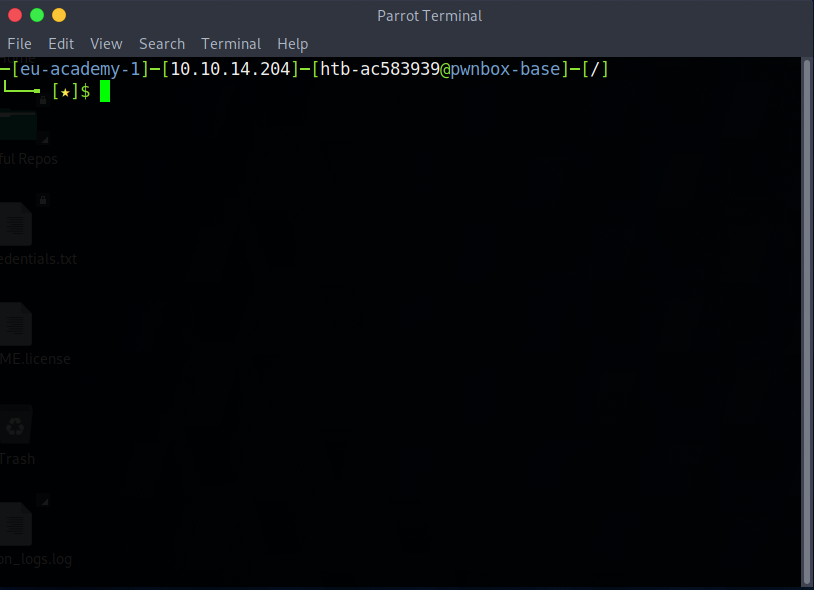 Parrot Terminal
File Edit View Search Terminal Help
─[eu-academy-1]─[10.10.14.204]─[htb-ac583939@pwnbox-base]─[/]
└──╼ [★]$
ful Repos
edentials.txt
ME.license
Trash
on_logs.log